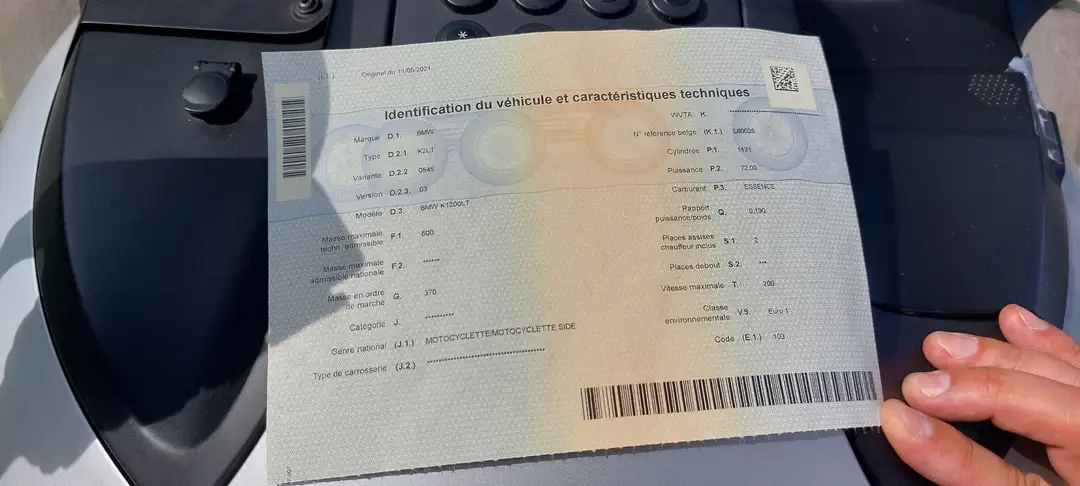 *
(J.1.) Original du 11/05/2021
Identification du véhicule et caractéristiques techniques
Marque D.1. BMW
Type D.2.1. K2LT
Variante D.2.2 0545
Version D.2.3. 03
Modèle D.3 BMW K1200LT
Masse maximale techn. admissible F.1. 600
Masse maximale admissible nationale F.2. ******
Masse en ordre de marche G. 370
Catégorie J. **********
Genre national (J.1.) MOTOCYCLETTE/MOTOCYCLETTE SIDE
Type de carrosserie (J.2.) ****************************************
WVTA K. ------------------------------
N° référence belge (K.1.) L60026
Cylindrée P.1. 1171
Puissance P.2. 72,00
Carburant P.3. ESSENCE
Rapport puissance/poids Q. 0,190
Places assises chauffeur inclus S.1. 2
Places debout S.2. ***
Vitesse maximale T. 200
Classe environnementale V.9. Euro 1
Code (E.1.) 103